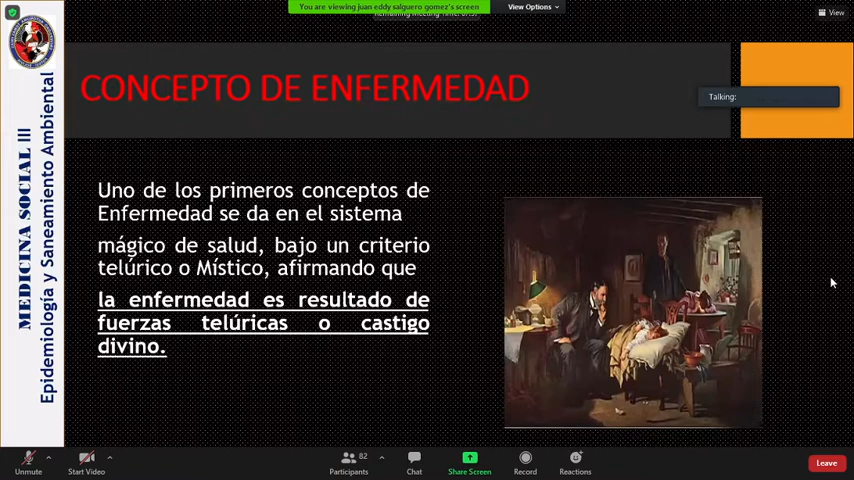 You are viewing juan eddy salguero gomez's screen
View Options
View
MEDICINA SOCIAL III
Epidemiología y Saneamiento Ambiental
CONCEPTO DE ENFERMEDAD
Talking:
Uno de los primeros conceptos de
Enfermedad se da en el sistema
mágico de salud, bajo un criterio
telúrico o Místico, afirmando que
la enfermedad es resultado de
fuerzas telúricas o castigo
divino.
Unmute
Start Video
82
Participants
Chat
Share Screen
Record
Reactions
Leave